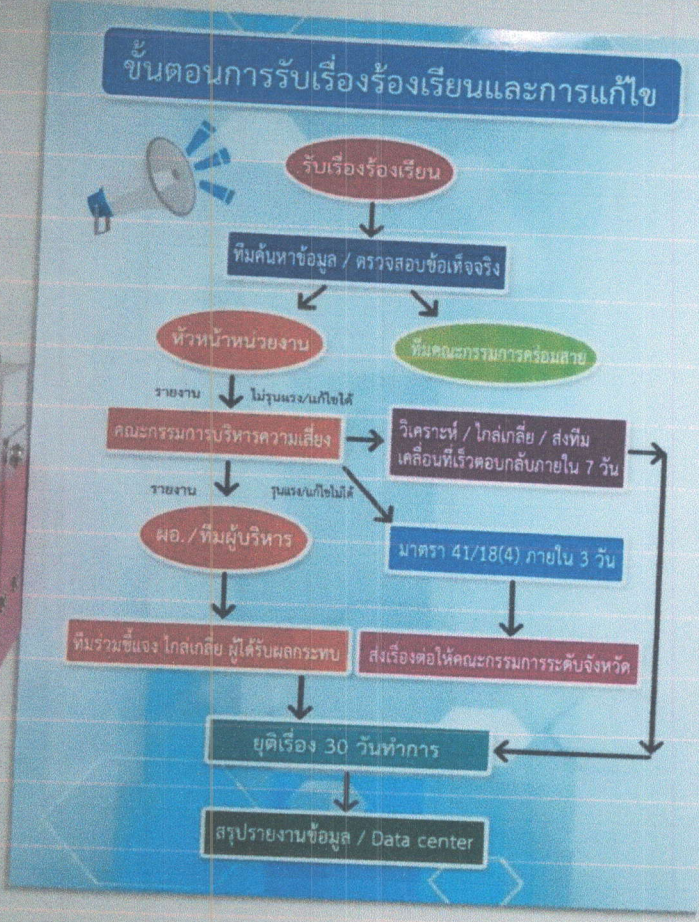 ขั้นตอนการรับเรื่องร้องเรียนและการแก้ไข
รับเรื่องร้องเรียน
ทีมค้นหาข้อมูล / ตรวจสอบข้อเท็จจริง
หัวหน้าหน่วยงาน
ทีมคณะกรรมการคร่อมสาย
รายงาน
ไม่รุนแรง/แก้ไขได้
คณะกรรมการบริหารความเสี่ยง
วิเคราะห์ / ไกล่เกลี่ย / ส่งทีม
เคลื่อนที่เร็วตอบกลับภายใน 7 วัน
รายงาน
รุนแรง/แก้ไขไม่ได้
ผอ./ทีมผู้บริหาร
มาตรา 41/18(4) ภายใน 3 วัน
ทีมร่วมชี้แจง ไกล่เกลี่ย ผู้ได้รับผลกระทบ
ส่งเรื่องต่อให้คณะกรรมการระดับจังหวัด
ยุติเรื่อง 30 วันทำการ
สรุปรายงานข้อมูล / Data center